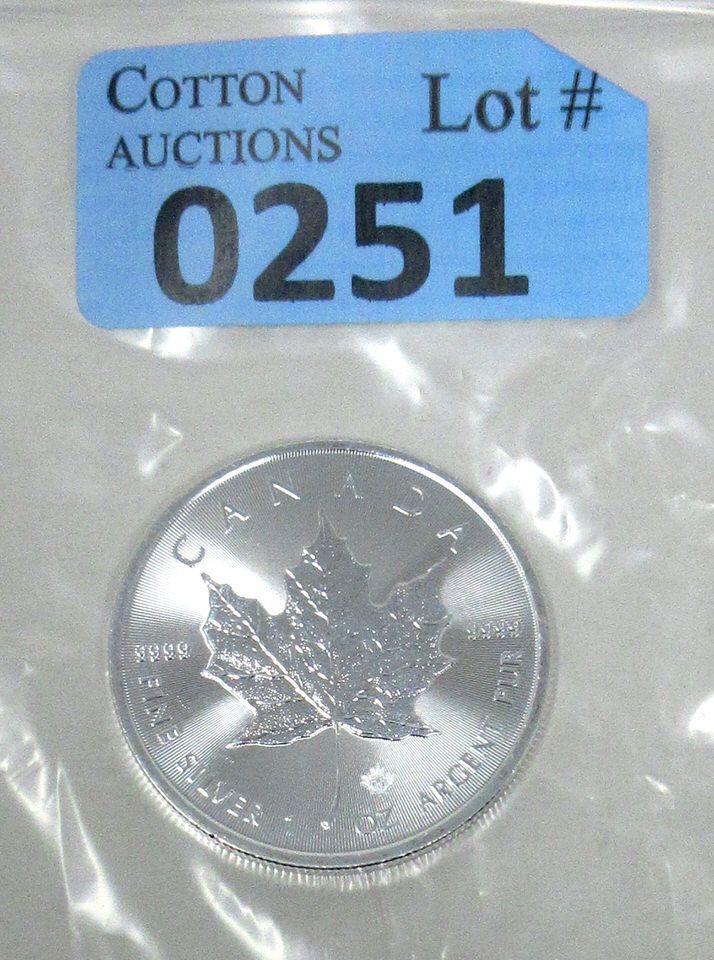 COTTON
AUCTIONS
Lot #
0251
CANADA
9999
9999
FINE SILVER 1 OZ ARGENT PUR